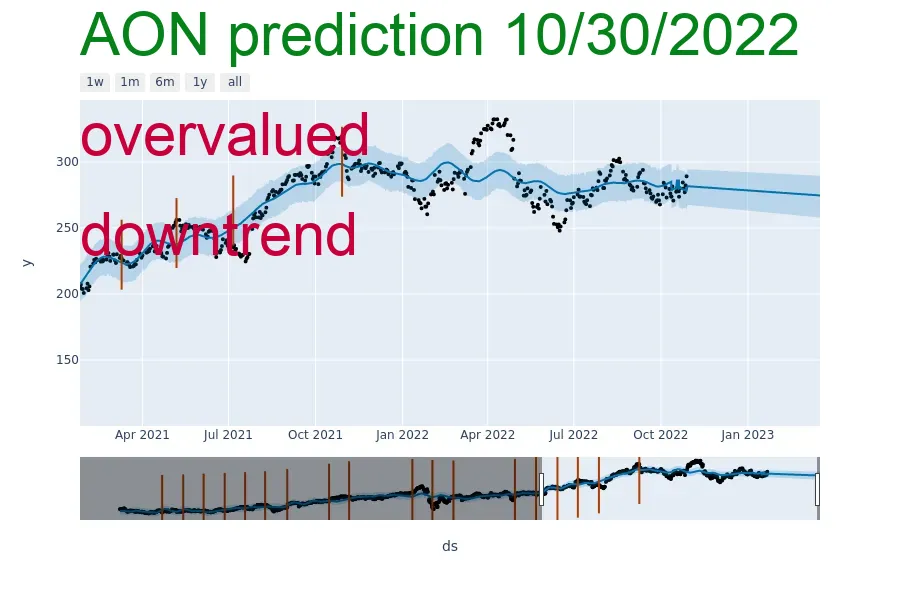 AON prediction 10/30/2022
1w 1m 6m 1y all
overvalued
300
250
downtrend
y
200
150
Apr 2021 Jul 2021 Oct 2021 Jan 2022 Apr 2022 Jul 2022 Oct 2022 Jan 2023
ds